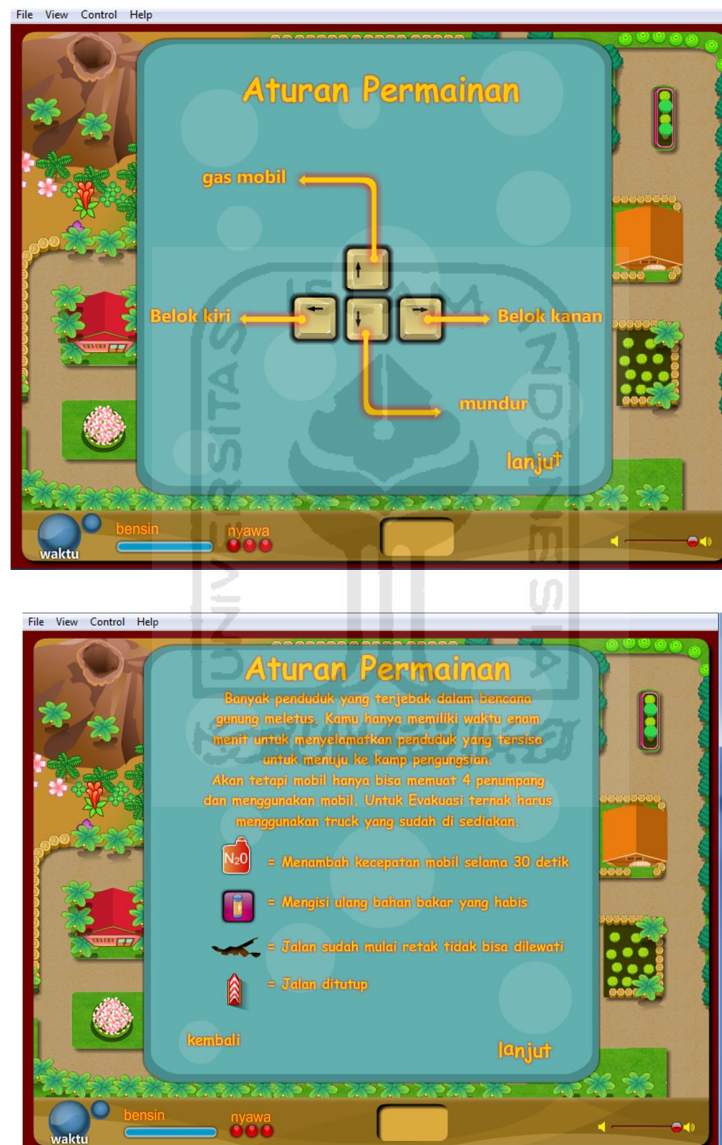 File View Control Help
Aturan Permainan
gas mobil
Belok kiri
Belok kanan
mundur
lanjut
bensin
nyawa
waktu
UNIVERSITAS ISLAM INDONESIA
File View Control Help
Aturan Permainan
Banyak penduduk yang terjebak dalam bencana
gunung meletus. Kamu hanya memiliki waktu enam
menit untuk menyelamatkan penduduk yang tersisa
untuk menuju ke kamp pengungsian.
Akan tetapi mobil hanya bisa memuat 4 penumpang
dan menggunakan mobil. Untuk Evakuasi ternak harus
menggunakan truck yang sudah di sediakan.
N20
= Menambah kecepatan mobil selama 30 detik
= Mengisi ulang bahan bakar yang habis
= Jalan sudah mulai retak tidak bisa dilewati
= Jalan ditutup
kembali
lanjut
bensin
nyawa
waktu